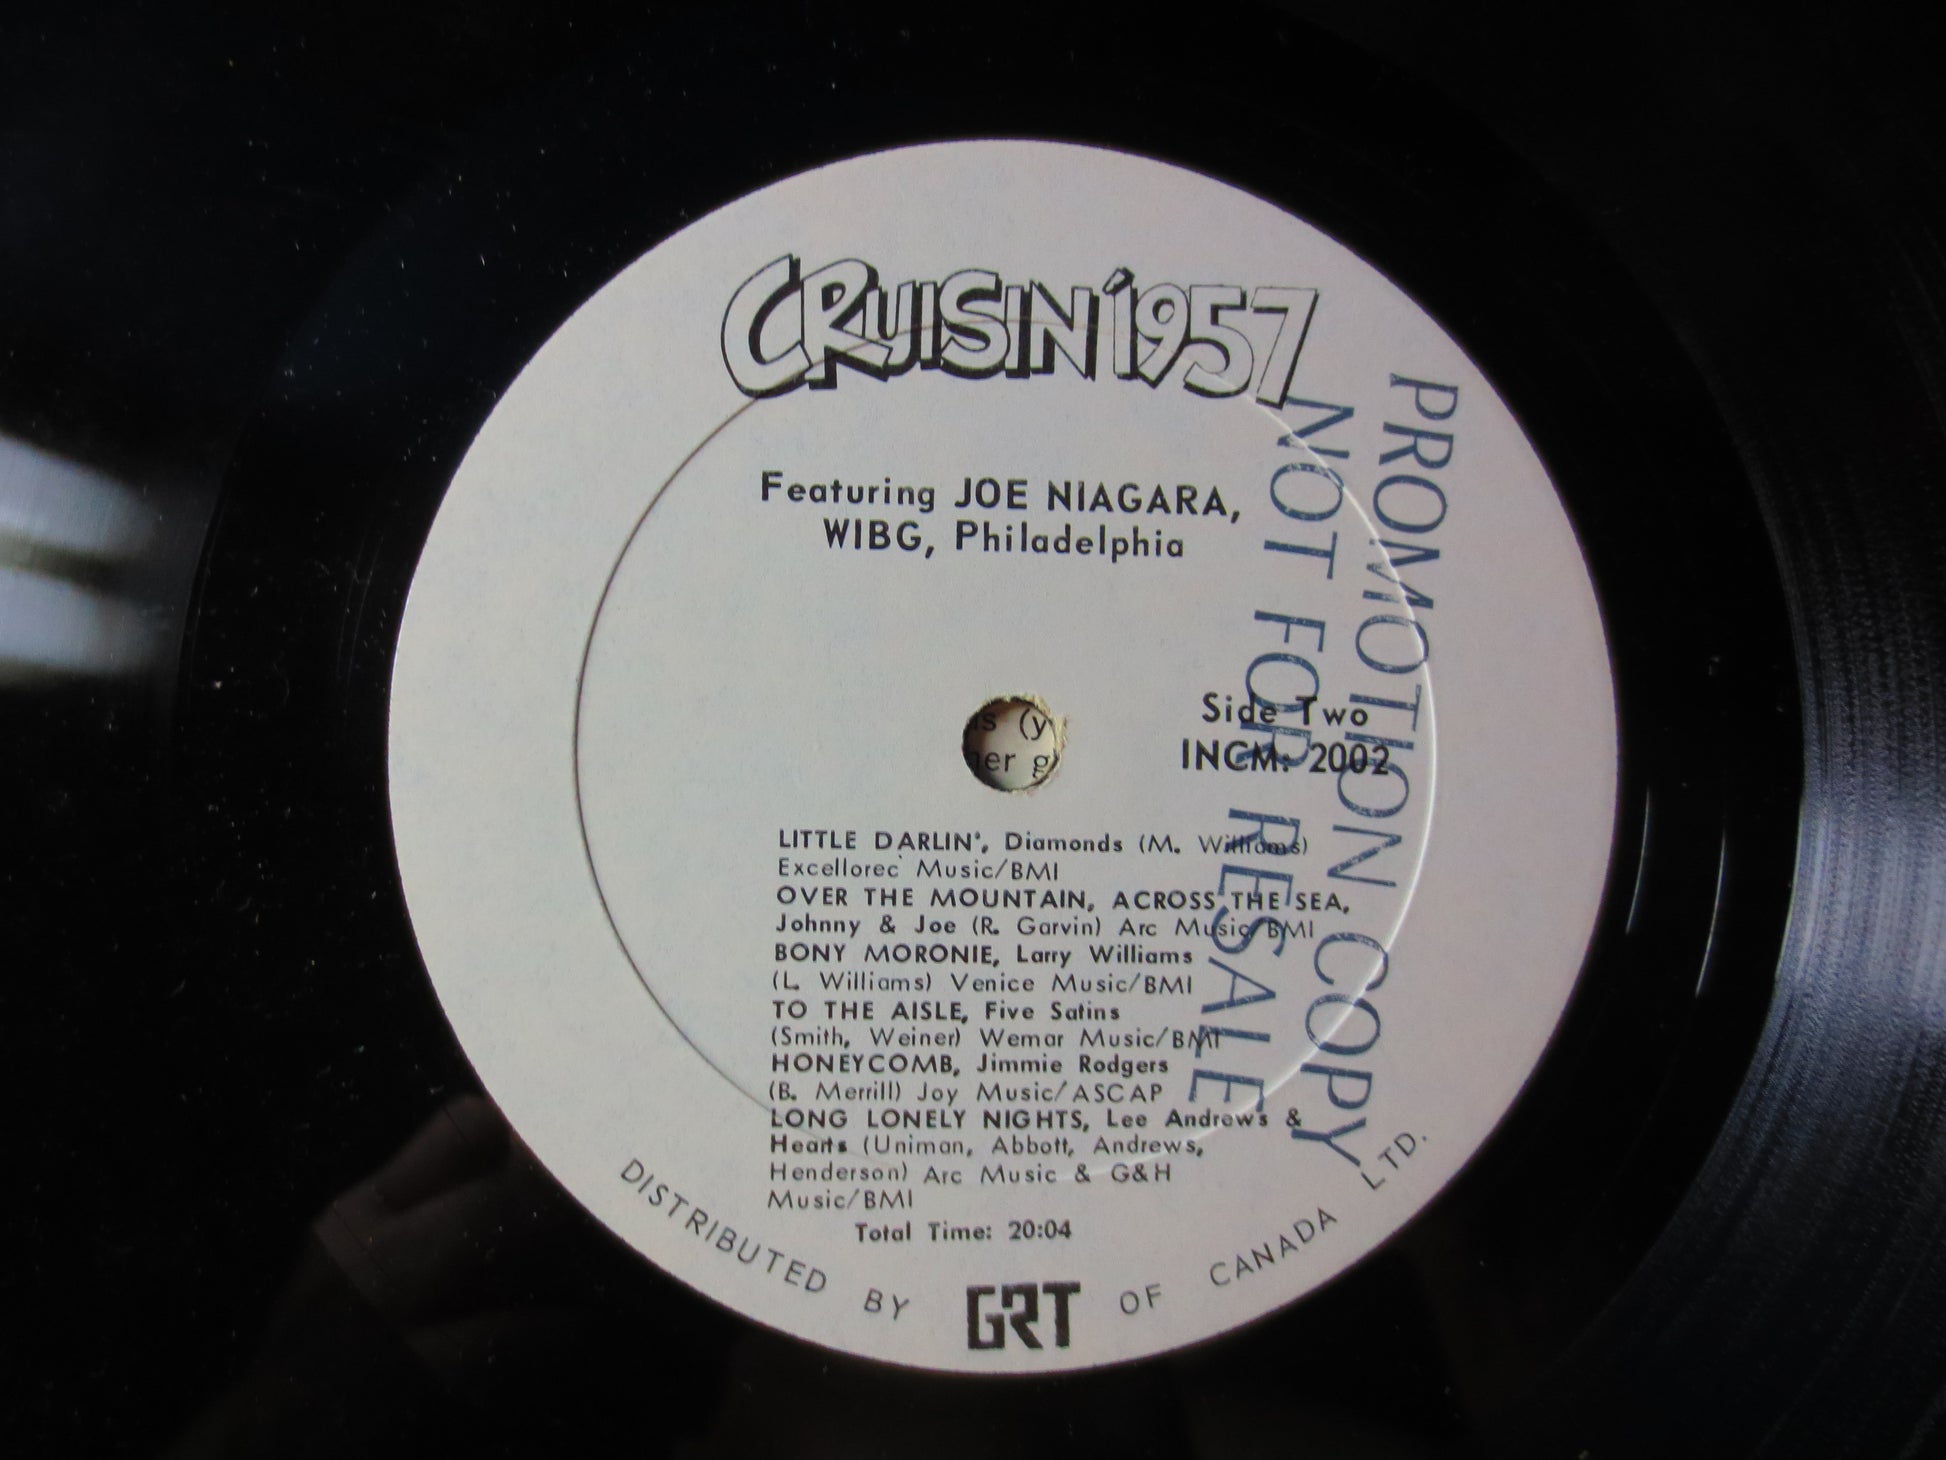 CRUISIN' 1957
Featuring JOE NIAGARA,
WIBG, Philadelphia
PROMOTION COPY
NOT FOR RESALE
Side Two
INCM: 2002
LITTLE DARLIN', Diamonds (M. Williams)
Excellorec Music/BMI
OVER THE MOUNTAIN, ACROSS THE SEA,
Johnny & Joe (R. Garvin) Arc Music/BMI
BONY MORONIE, Larry Williams
(L. Williams) Venice Music/BMI
TO THE AISLE, Five Satins
(Smith, Weiner) Wemar Music/BMI
HONEYCOMB, Jimmie Rodgers
(B. Merrill) Joy Music/ASCAP
LONG LONELY NIGHTS, Lee Andrews &
Hearts (Uniman, Abbott, Andrews,
Henderson) Arc Music & G&H
Music/BMI
Total Time: 20:04
DISTRIBUTED BY GRT OF CANADA LTD.